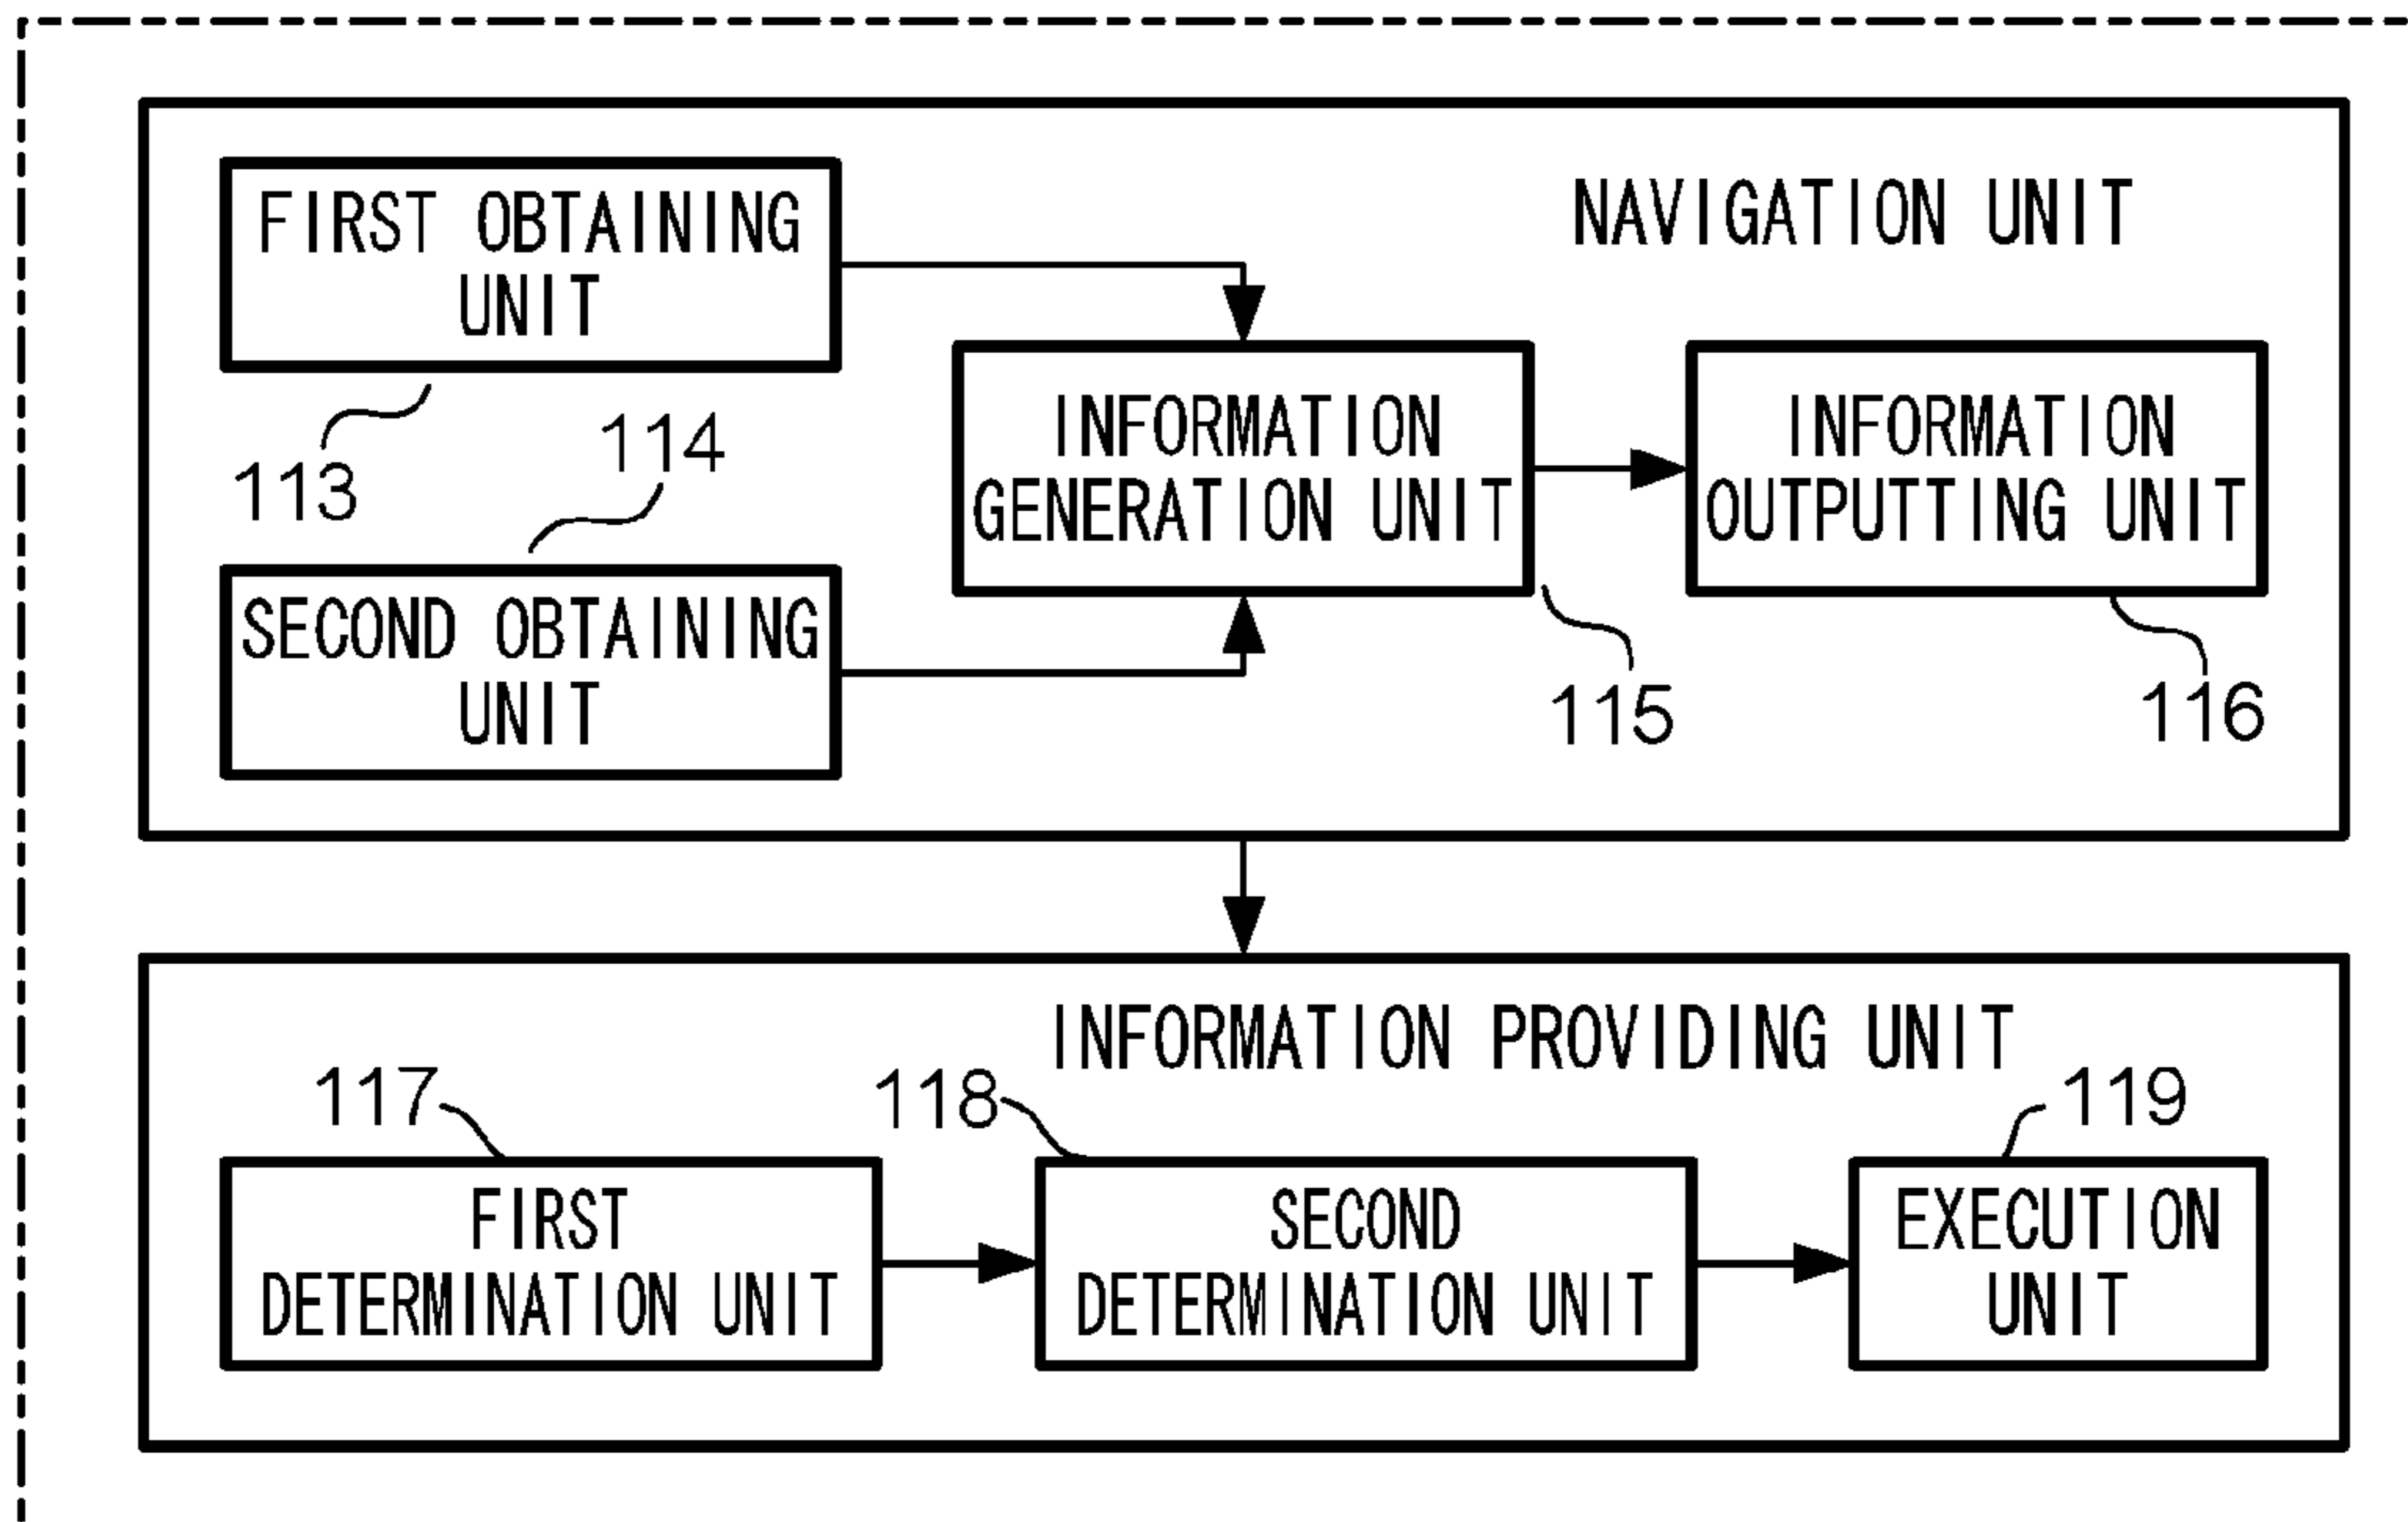 NAVIGATION UNIT
FIRST OBTAINING
UNIT
113
114
SECOND OBTAINING
UNIT
INFORMATION
GENERATION UNIT
115
INFORMATION
OUTPUTTING UNIT
116
INFORMATION PROVIDING UNIT
117
FIRST
DETERMINATION UNIT
118
SECOND
DETERMINATION UNIT
119
EXECUTION
UNIT